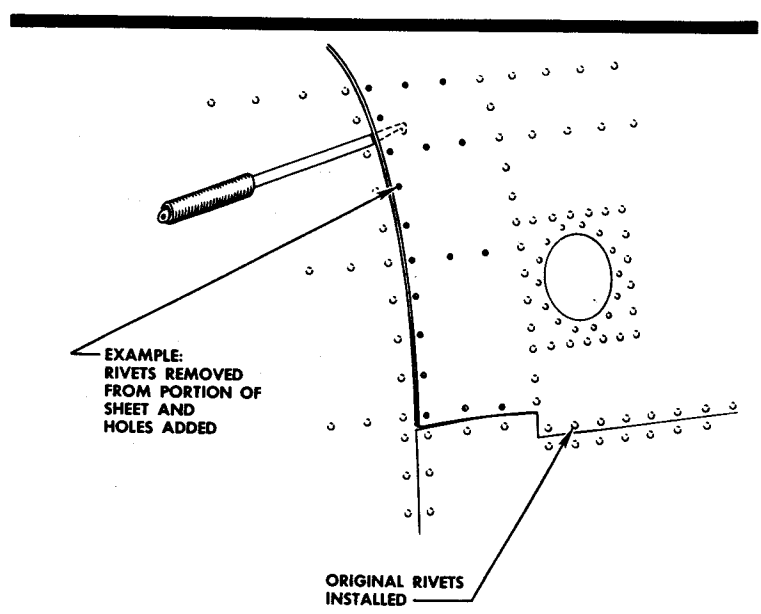 EXAMPLE:
RIVETS REMOVED
FROM PORTION OF
SHEET AND
HOLES ADDED
ORIGINAL RIVETS
INSTALLED